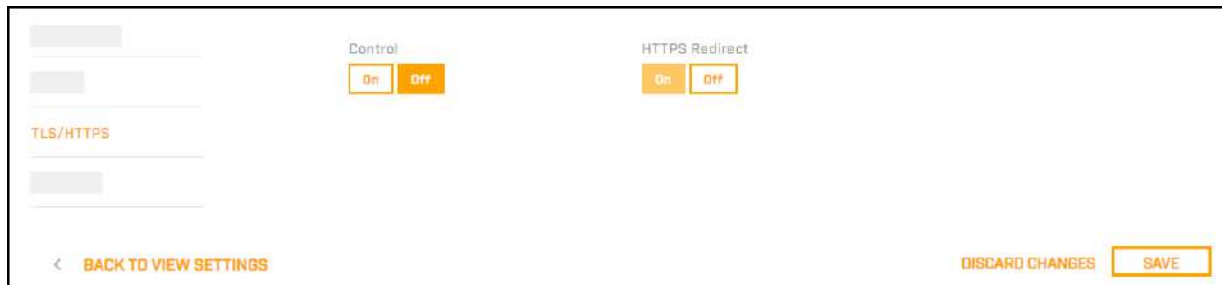 Control
HTTPS Redirect
On Off
On Off
TLS/HTTPS
< BACK TO VIEW SETTINGS
DISCARD CHANGES
SAVE